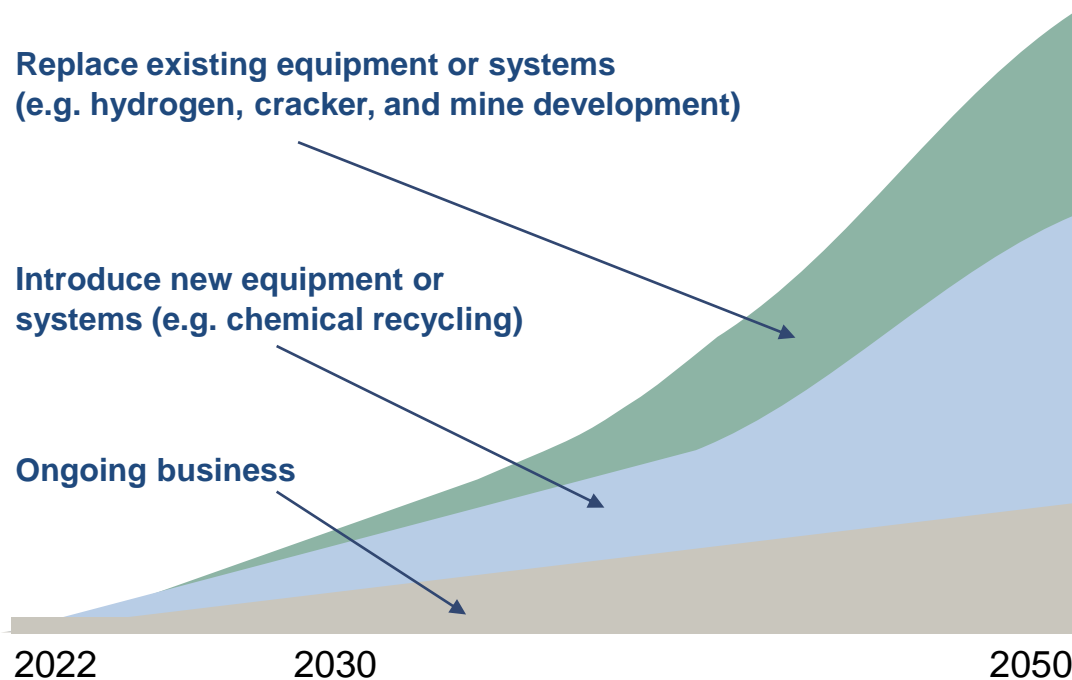 Replace existing equipment or systems
(e.g. hydrogen, cracker, and mine development)
Introduce new equipment or
systems (e.g. chemical recycling)
Ongoing business
2022 2030 2050